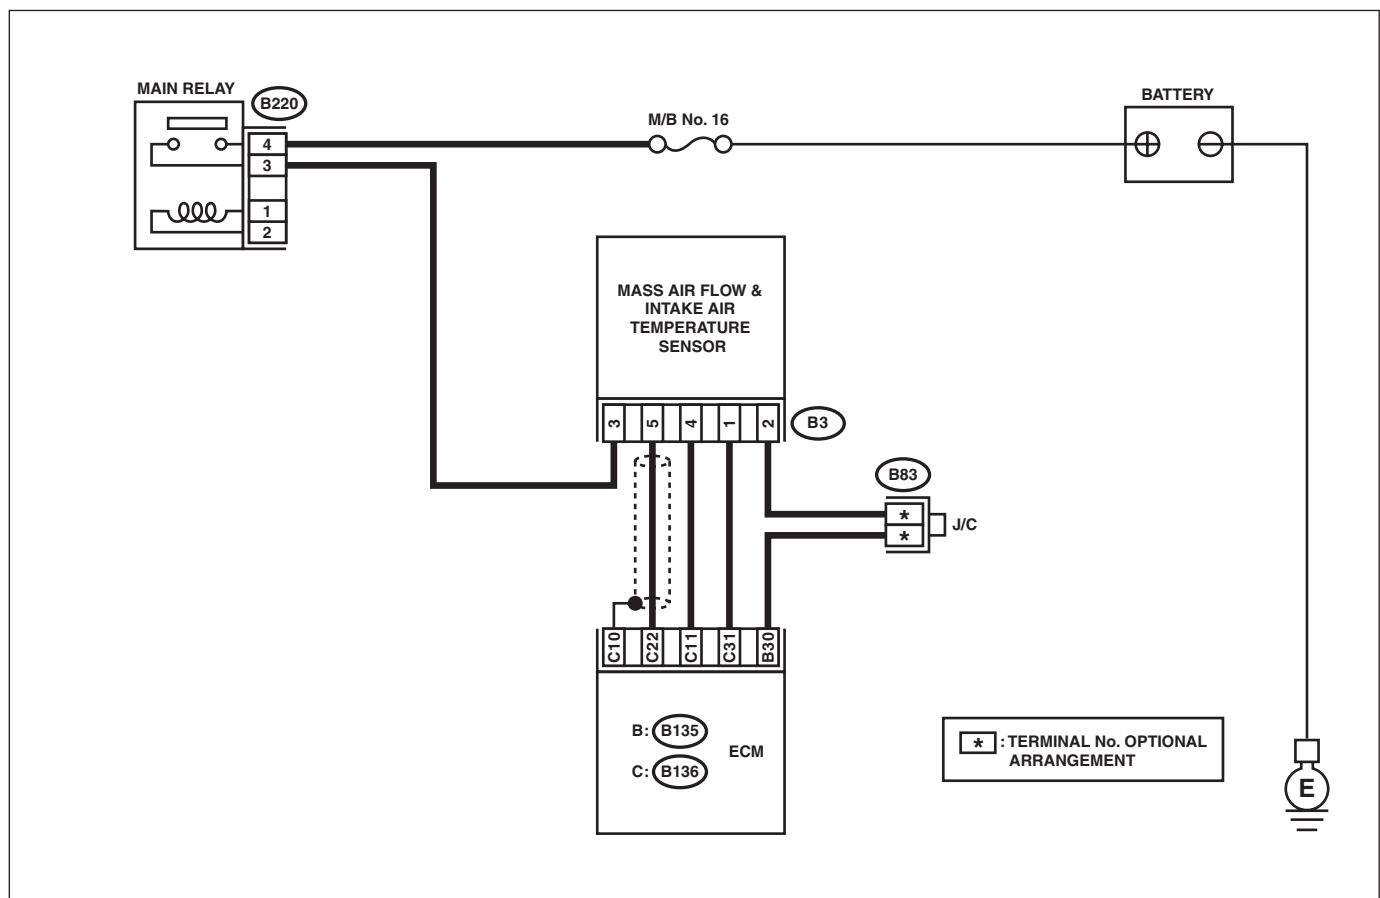 MAIN RELAY
B220
4
3
1
2
M/B No. 16
BATTERY
MASS AIR FLOW &
INTAKE AIR
TEMPERATURE
SENSOR
3 5 4 1 2
B3
B83
*
*
J/C
C10 C22 C11 C31 B30
B: B135
C: B136
ECM
* : TERMINAL No. OPTIONAL
ARRANGEMENT
E